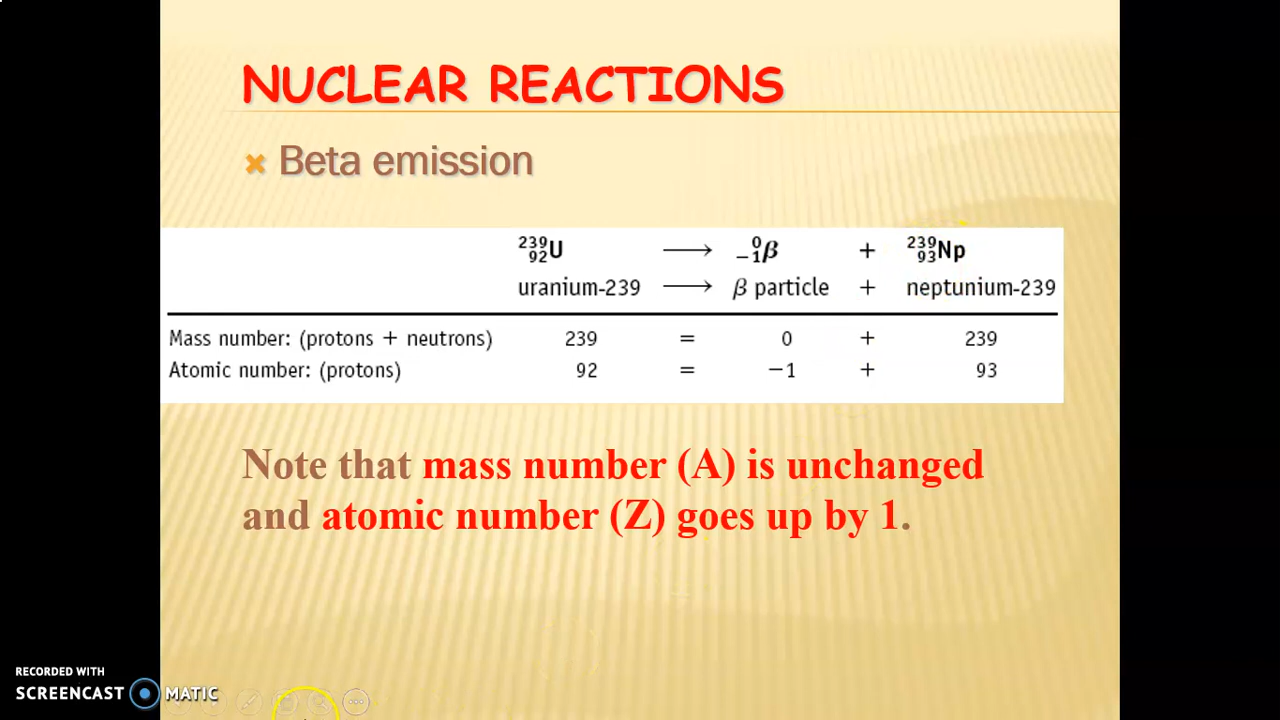 NUCLEAR REACTIONS
Beta emission
²³⁹₉₂U ⟶ ⁰₋₁β + ²³⁹₉₃Np
uranium-239 ⟶ β particle + neptunium-239
Mass number: (protons + neutrons) 239 = 0 + 239
Atomic number: (protons) 92 = −1 + 93
Note that mass number (A) is unchanged
and atomic number (Z) goes up by 1.
RECORDED WITH
SCREENCAST MATIC